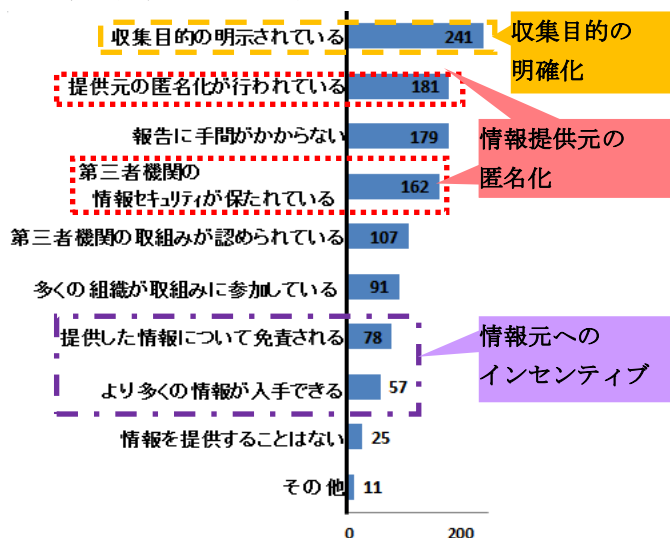 収集目的の明示されている
241
収集目的の
明確化
提供元の匿名化が行われている
181
報告に手間がかからない
179
情報提供元の
匿名化
第三者機関の
情報セキュリティが保たれている
162
第三者機関の取組みが認められている
107
多くの組織が取組みに参加している
91
提供した情報について免責される
78
情報元への
インセンティブ
より多くの情報が入手できる
57
情報を提供することはない
25
その他
11
0
200